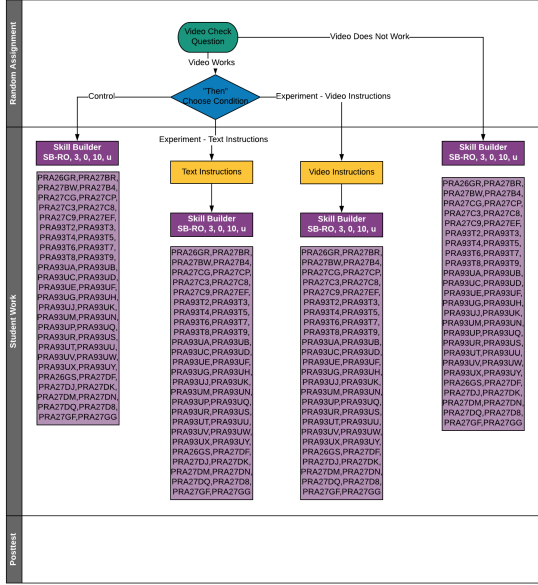 Random Assignment
Video Check
Question
Video Does Not Work
Video Works
"Then"
Choose Condition
Control
Experiment - Video Instructions
Experiment - Text Instructions
Student Work
Skill Builder
SB-RO, 3, 0, 10, u
PRA26GR,PRA27BR,
PRA27BW,PRA27B4,
PRA27CG,PRA27CP,
PRA27C3,PRA27C8,
PRA27C9,PRA27EF,
PRA93T2,PRA93T3,
PRA93T4,PRA93T5,
PRA93T6,PRA93T7,
PRA93T8,PRA93T9,
PRA93UA,PRA93UB,
PRA93UC,PRA93UD,
PRA93UE,PRA93UF,
PRA93UG,PRA93UH,
PRA93UJ,PRA93UK,
PRA93UM,PRA93UN,
PRA93UP,PRA93UQ,
PRA93UR,PRA93US,
PRA93UT,PRA93UU,
PRA93UV,PRA93UW,
PRA93UX,PRA93UY,
PRA26GS,PRA27DF,
PRA27DJ,PRA27DK,
PRA27DM,PRA27DN,
PRA27DQ,PRA27D8,
PRA27GF,PRA27GG
Text Instructions
Skill Builder
SB-RO, 3, 0, 10, u
PRA26GR,PRA27BR,
PRA27BW,PRA27B4,
PRA27CG,PRA27CP,
PRA27C3,PRA27C8,
PRA27C9,PRA27EF,
PRA93T2,PRA93T3,
PRA93T4,PRA93T5,
PRA93T6,PRA93T7,
PRA93T8,PRA93T9,
PRA93UA,PRA93UB,
PRA93UC,PRA93UD,
PRA93UE,PRA93UF,
PRA93UG,PRA93UH,
PRA93UJ,PRA93UK,
PRA93UM,PRA93UN,
PRA93UP,PRA93UQ,
PRA93UR,PRA93US,
PRA93UT,PRA93UU,
PRA93UV,PRA93UW,
PRA93UX,PRA93UY,
PRA26GS,PRA27DF,
PRA27DJ,PRA27DK,
PRA27DM,PRA27DN,
PRA27DQ,PRA27D8,
PRA27GF,PRA27GG
Video Instructions
Skill Builder
SB-RO, 3, 0, 10, u
PRA26GR,PRA27BR,
PRA27BW,PRA27B4,
PRA27CG,PRA27CP,
PRA27C3,PRA27C8,
PRA27C9,PRA27EF,
PRA93T2,PRA93T3,
PRA93T4,PRA93T5,
PRA93T6,PRA93T7,
PRA93T8,PRA93T9,
PRA93UA,PRA93UB,
PRA93UC,PRA93UD,
PRA93UE,PRA93UF,
PRA93UG,PRA93UH,
PRA93UJ,PRA93UK,
PRA93UM,PRA93UN,
PRA93UP,PRA93UQ,
PRA93UR,PRA93US,
PRA93UT,PRA93UU,
PRA93UV,PRA93UW,
PRA93UX,PRA93UY,
PRA26GS,PRA27DF,
PRA27DJ,PRA27DK,
PRA27DM,PRA27DN,
PRA27DQ,PRA27D8,
PRA27GF,PRA27GG
Skill Builder
SB-RO, 3, 0, 10, u
PRA26GR,PRA27BR,
PRA27BW,PRA27B4,
PRA27CG,PRA27CP,
PRA27C3,PRA27C8,
PRA27C9,PRA27EF,
PRA93T2,PRA93T3,
PRA93T4,PRA93T5,
PRA93T6,PRA93T7,
PRA93T8,PRA93T9,
PRA93UA,PRA93UB,
PRA93UC,PRA93UD,
PRA93UE,PRA93UF,
PRA93UG,PRA93UH,
PRA93UJ,PRA93UK,
PRA93UM,PRA93UN,
PRA93UP,PRA93UQ,
PRA93UR,PRA93US,
PRA93UT,PRA93UU,
PRA93UV,PRA93UW,
PRA93UX,PRA93UY,
PRA26GS,PRA27DF,
PRA27DJ,PRA27DK,
PRA27DM,PRA27DN,
PRA27DQ,PRA27D8,
PRA27GF,PRA27GG
Posttest